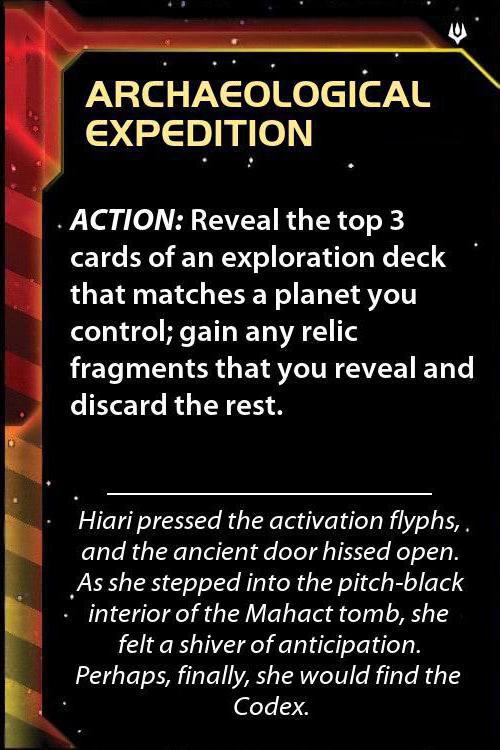 ARCHAEOLOGICAL
EXPEDITION
ACTION: Reveal the top 3
cards of an exploration deck
that matches a planet you
control; gain any relic
fragments that you reveal and
discard the rest.
Hiari pressed the activation flyphs,
and the ancient door hissed open.
As she stepped into the pitch-black
interior of the Mahact tomb, she
felt a shiver of anticipation.
Perhaps, finally, she would find the
Codex.